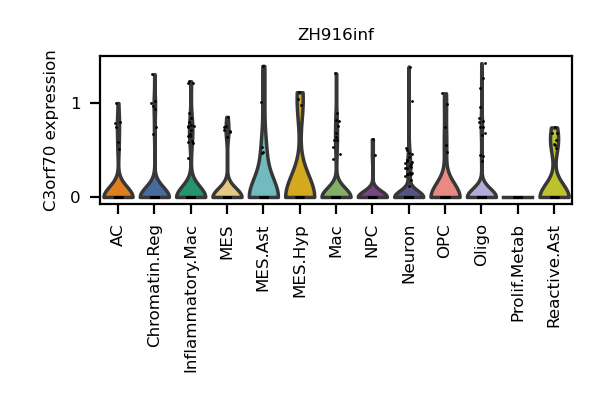 ZH916inf
C3orf70 expression
1
0
AC
Chromatin.Reg
Inflammatory.Mac
MES
MES.Ast
MES.Hyp
Mac
NPC
Neuron
OPC
Oligo
Prolif.Metab
Reactive.Ast